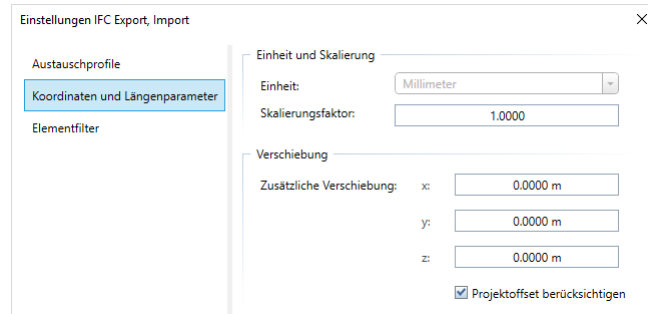 Einstellungen IFC Export, Import
Austauschprofile
Koordinaten und Längenparameter
Elementfilter
Einheit und Skalierung
Einheit: Millimeter
Skalierungsfaktor: 1.0000
Verschiebung
Zusätzliche Verschiebung: x: 0.0000 m
y: 0.0000 m
z: 0.0000 m
Projektoffset berücksichtigen